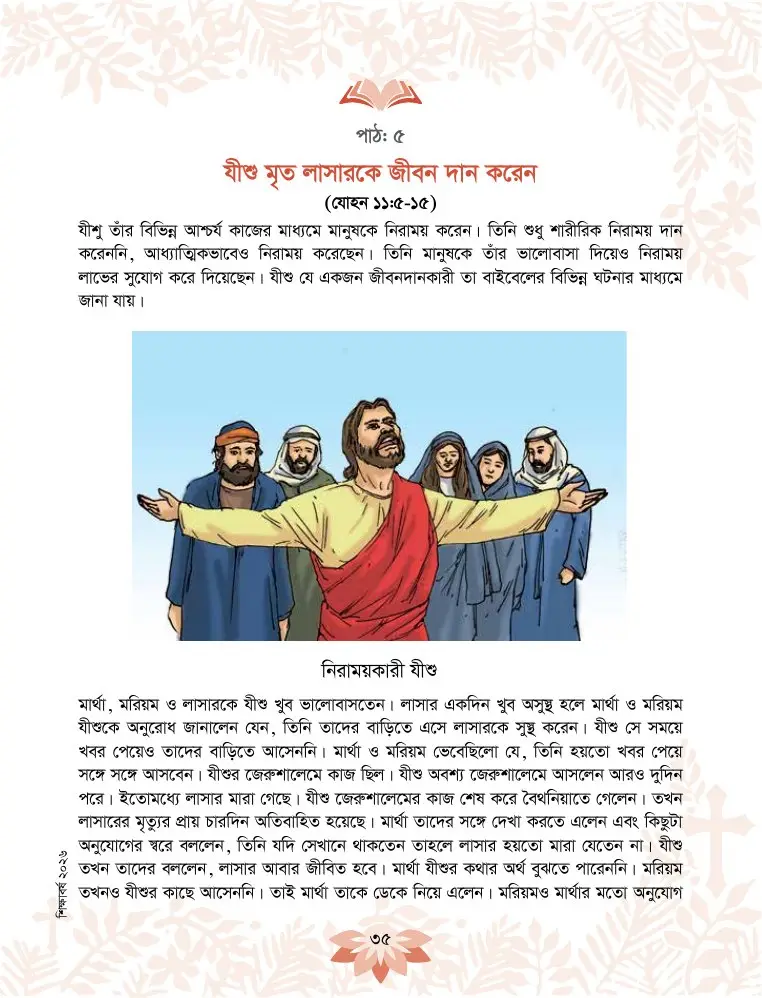 পাঠ: ৫
যীশু মৃত লাসারকে জীবন দান করেন
(যোহন ১১:৫-১৫)
যীশু তাঁর বিভিন্ন আশ্চর্য কাজের মাধ্যমে মানুষকে নিরাময় করেন। তিনি শুধু শারীরিক নিরাময় দান
করেননি, আধ্যাত্মিকভাবেও নিরাময় করেছেন। তিনি মানুষকে তাঁর ভালোবাসা দিয়েও নিরাময়
লাভের সুযোগ করে দিয়েছেন। যীশু যে একজন জীবনদানকারী তা বাইবেলের বিভিন্ন ঘটনার মাধ্যমে
জানা যায়।
নিরাময়কারী যীশু
মার্থা, মরিয়ম ও লাসারকে যীশু খুব ভালোবাসতেন। লাসার একদিন খুব অসুস্থ হলে মার্থা ও মরিয়ম
যীশুকে অনুরোধ জানালেন যেন, তিনি তাদের বাড়িতে এসে লাসারকে সুস্থ করেন। যীশু সে সময়ে
খবর পেয়েও তাদের বাড়িতে আসেননি। মার্থা ও মরিয়ম ভেবেছিলো যে, তিনি হয়তো খবর পেয়ে
সঙ্গে সঙ্গে আসবেন। যীশুর জেরুশালেমে কাজ ছিল। যীশু অবশ্য জেরুশালেমে আসলেন আরও দুদিন
পরে। ইতোমধ্যে লাসার মারা গেছে। যীশু জেরুশালেমের কাজ শেষ করে বৈথনিয়াতে গেলেন। তখন
লাসারের মৃত্যুর প্রায় চারদিন অতিবাহিত হয়েছে। মার্থা তাদের সঙ্গে দেখা করতে এলেন এবং কিছুটা
অনুযোগের স্বরে বললেন, তিনি যদি সেখানে থাকতেন তাহলে লাসার হয়তো মারা যেতেন না। যীশু
তখন তাদের বললেন, লাসার আবার জীবিত হবে। মার্থা যীশুর কথার অর্থ বুঝতে পারেননি। মরিয়ম
তখনও যীশুর কাছে আসেননি। তাই মার্থা তাকে ডেকে নিয়ে এলেন। মরিয়মও মার্থার মতো অনুযোগ
শিক্ষাবর্ষ ২০২৬
৩৫